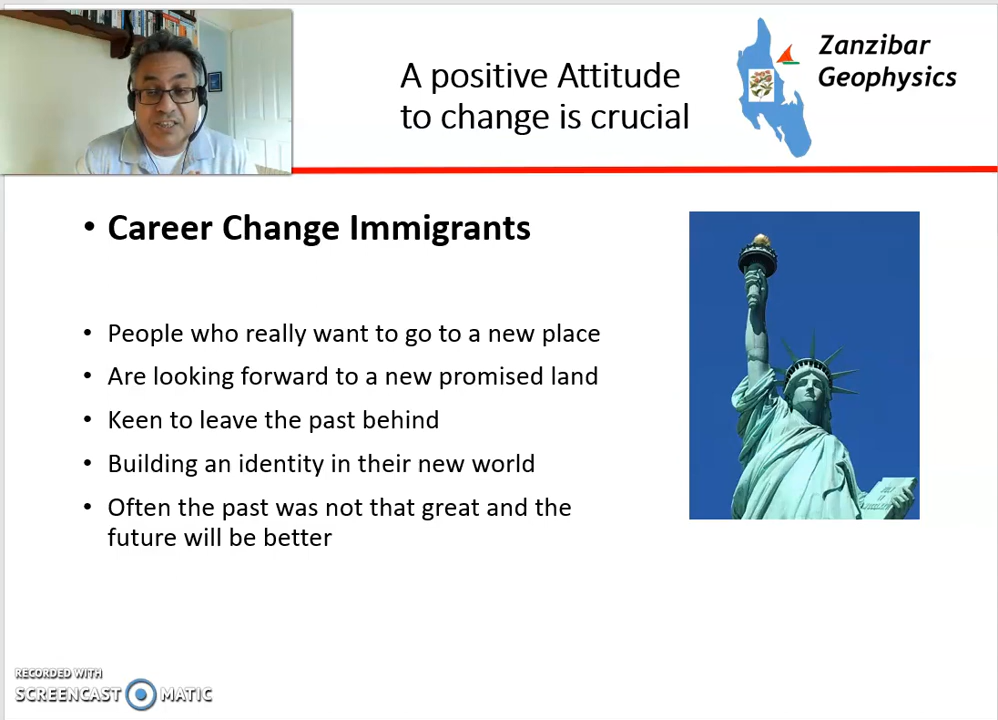 A positive Attitude
to change is crucial
Zanzibar
Geophysics
• Career Change Immigrants
• People who really want to go to a new place
• Are looking forward to a new promised land
• Keen to leave the past behind
• Building an identity in their new world
• Often the past was not that great and the
future will be better
RECORDED WITH
SCREENCAST MATIC